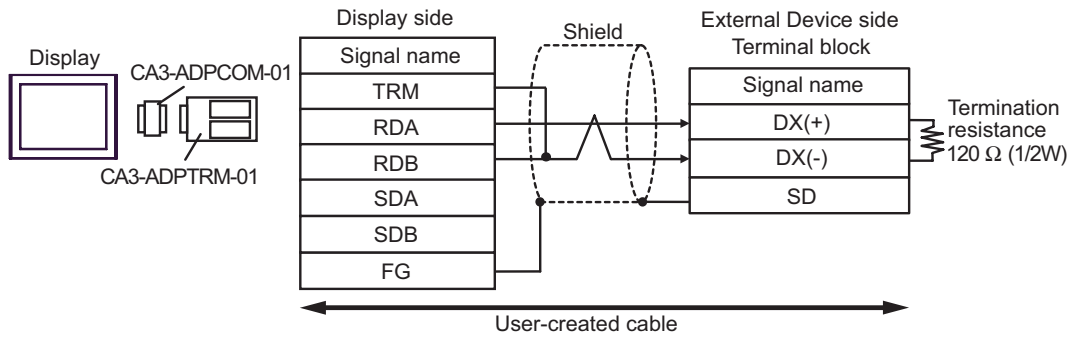 Display
CA3-ADPCOM-01
CA3-ADPTRM-01
Display side
Signal name
TRM
RDA
RDB
SDA
SDB
FG
Shield
External Device side
Terminal block
Signal name
DX(+)
DX(-)
SD
Termination
resistance
120 Ω (1/2W)
User-created cable